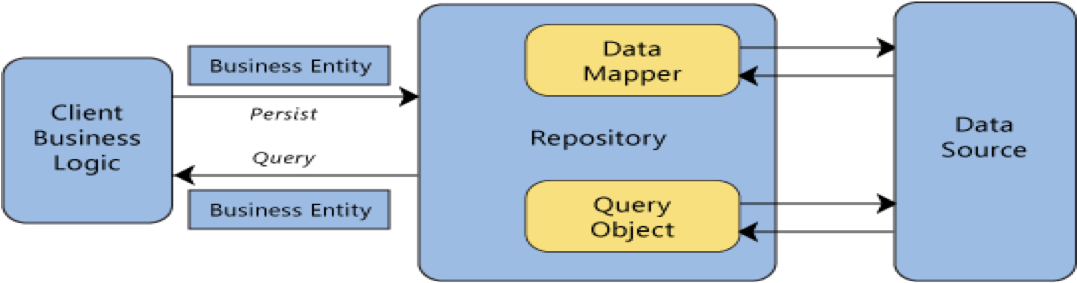 Client
Business
Logic
Business Entity
Persist
Query
Business Entity
Data
Mapper
Repository
Query
Object
Data
Source